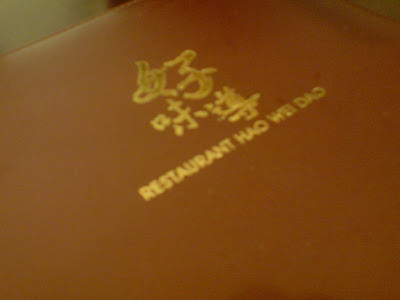 好
味道
RESTAURANT HAO WEI DAO